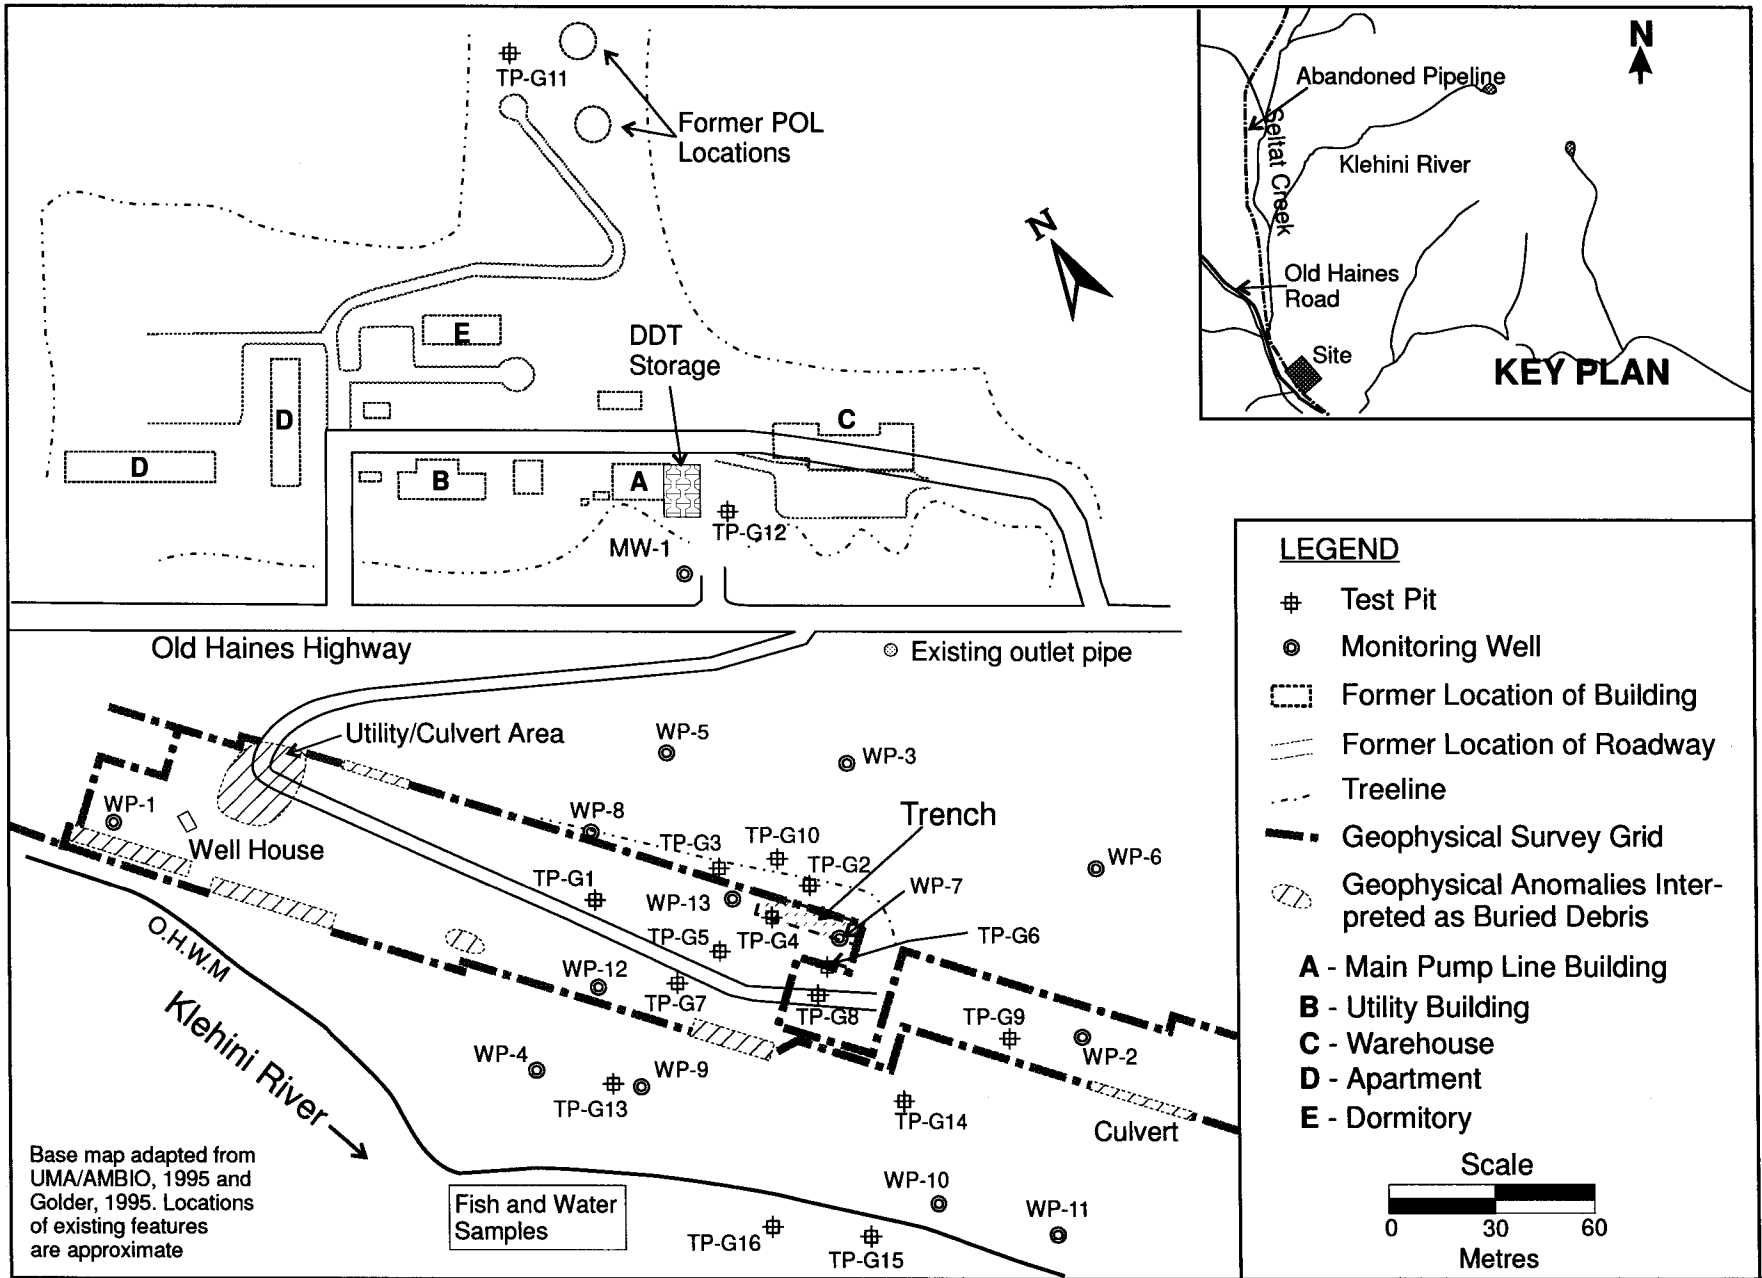 TP-G11
Former POL
Locations
N
DDT
Storage
E
D
D
C
B
A
TP-G12
MW-1
N
Abandoned Pipeline
Seltat Creek
Klehini River
Old Haines
Road
Site
KEY PLAN
Old Haines Highway
Existing outlet pipe
Utility/Culvert Area
WP-5
WP-3
WP-1
WP-8
Trench
TP-G10
TP-G3
TP-G2
WP-6
Well House
TP-G1
WP-13
WP-7
TP-G5
TP-G4
TP-G6
O.H.W.M
WP-12
TP-G7
TP-G8
TP-G9
WP-2
Klehini River
WP-4
WP-9
TP-G13
TP-G14
Culvert
WP-10
WP-11
TP-G16
TP-G15
Fish and Water
Samples
Base map adapted from
UMA/AMBIO, 1995 and
Golder, 1995. Locations
of existing features
are approximate
LEGEND
Test Pit
Monitoring Well
Former Location of Building
Former Location of Roadway
Treeline
Geophysical Survey Grid
Geophysical Anomalies Inter-
preted as Buried Debris
A - Main Pump Line Building
B - Utility Building
C - Warehouse
D - Apartment
E - Dormitory
Scale
0 30 60
Metres